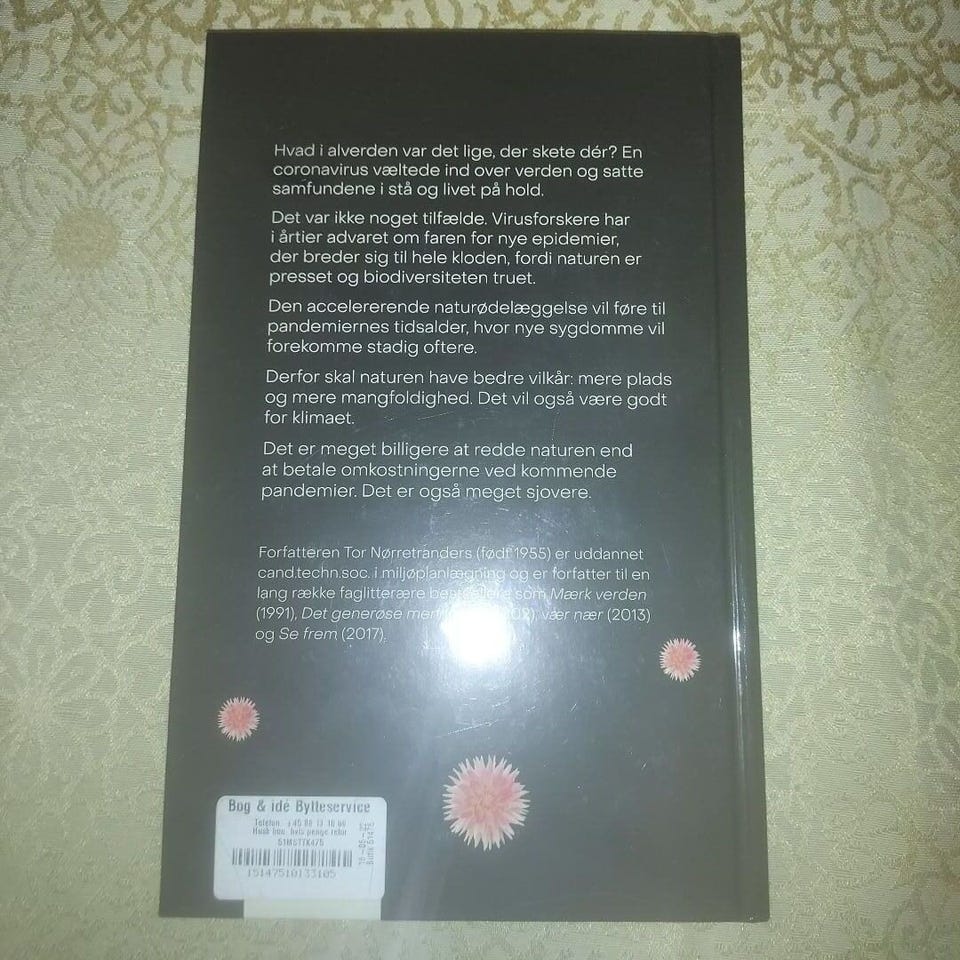 Hvad i alverden var det lige, der skete dér? En
coronavirus væltede ind over verden og satte
samfundene i stå og livet på hold.
Det var ikke noget tilfælde. Virusforskere har
i årtier advaret om faren for nye epidemier,
der breder sig til hele kloden, fordi naturen er
presset og biodiversiteten truet.
Den accelererende naturødelæggelse vil føre til
pandemiernes tidsalder, hvor nye sygdomme vil
forekomme stadig oftere.
Derfor skal naturen have bedre vilkår: mere plads
og mere mangfoldighed. Det vil også være godt
for klimaet.
Det er meget billigere at redde naturen end
at betale omkostningerne ved kommende
pandemier. Det er også meget sjovere.
Forfatteren Tor Nørretranders (født 1955) er uddannet
cand.techn.soc. i miljøplanlægning og er forfatter til en
lang række faglitterære bestsellere som Mærk verden
(1991), Det generøse vær nær (2013)
og Se frem (2017).
Bog & idé Bytteservice
Telefon:
51MSTTX475
15147510133105
Butik 51475